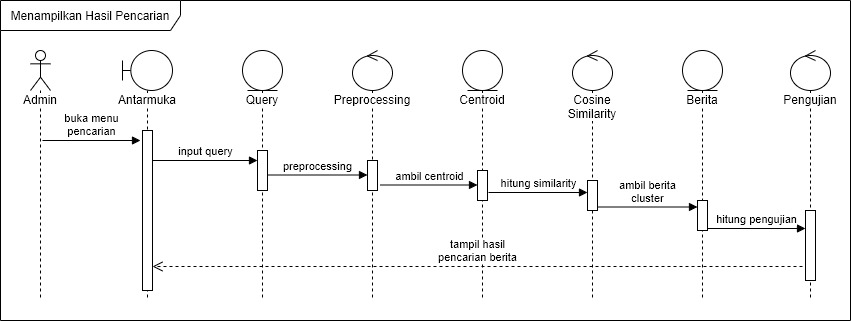 Menampilkan Hasil Pencarian
Admin
Antarmuka
Query
Preprocessing
Centroid
Cosine
Similarity
Berita
Pengujian
buka menu
pencarian
input query
preprocessing
ambil centroid
hitung similarity
ambil berita
cluster
hitung pengujian
tampil hasil
pencarian berita